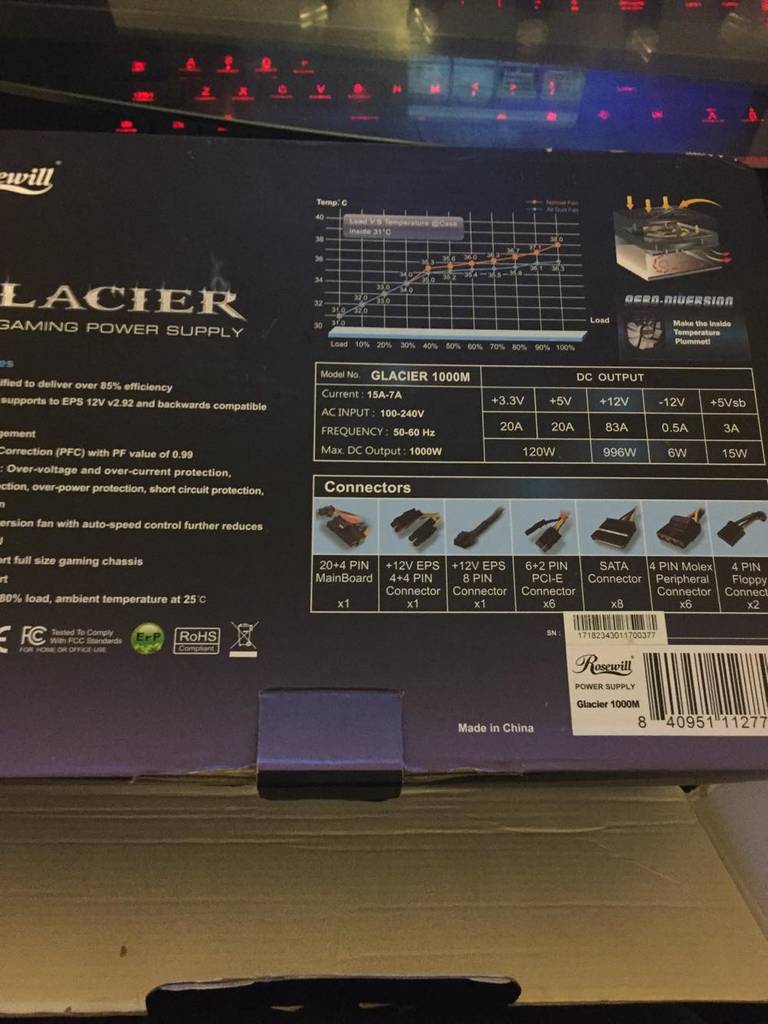 ewill
LACIER
GAMING POWER SUPPLY
es
ified to deliver over 85% efficiency
supports to EPS 12V v2.92 and backwards compatible
gement
Correction (PFC) with PF value of 0.99
: Over-voltage and over-current protection,
ction, over-power protection, short circuit protection,
n
ersion fan with auto-speed control further reduces
rt full size gaming chassis
rt
80% load, ambient temperature at 25°C
FC Tested To Comply
With FCC Standards
FOR HOME OR OFFICE USE
ErP
RoHS
Compliant
Temp.°C
Load V.S Temperature @Case
inside 31°C
Normal Fan
40
38
36
34
32
30
Load
Load 10% 20% 30% 40% 50% 60% 70% 80% 90% 100%
AERO-DIVERSION
Make the inside
Temperature
Plummet!
Model No. GLACIER 1000M
Current : 15A-7A
AC INPUT : 100-240V
FREQUENCY : 50-60 Hz
Max. DC Output : 1000W
DC OUTPUT
+3.3V +5V +12V -12V +5Vsb
20A 20A 83A 0.5A 3A
120W 996W 6W 15W
Connectors
20+4 PIN
MainBoard
x1
+12V EPS
4+4 PIN
Connector
x1
+12V EPS
8 PIN
Connector
x1
6+2 PIN
PCI-E
Connector
x6
SATA
Connector
x8
4 PIN Molex
Peripheral
Connector
x6
4 PIN
Floppy
Connect
x2
SN :
17182343011700377
Rosewill
POWER SUPPLY
Glacier 1000M
8 40951 11277
Made in China